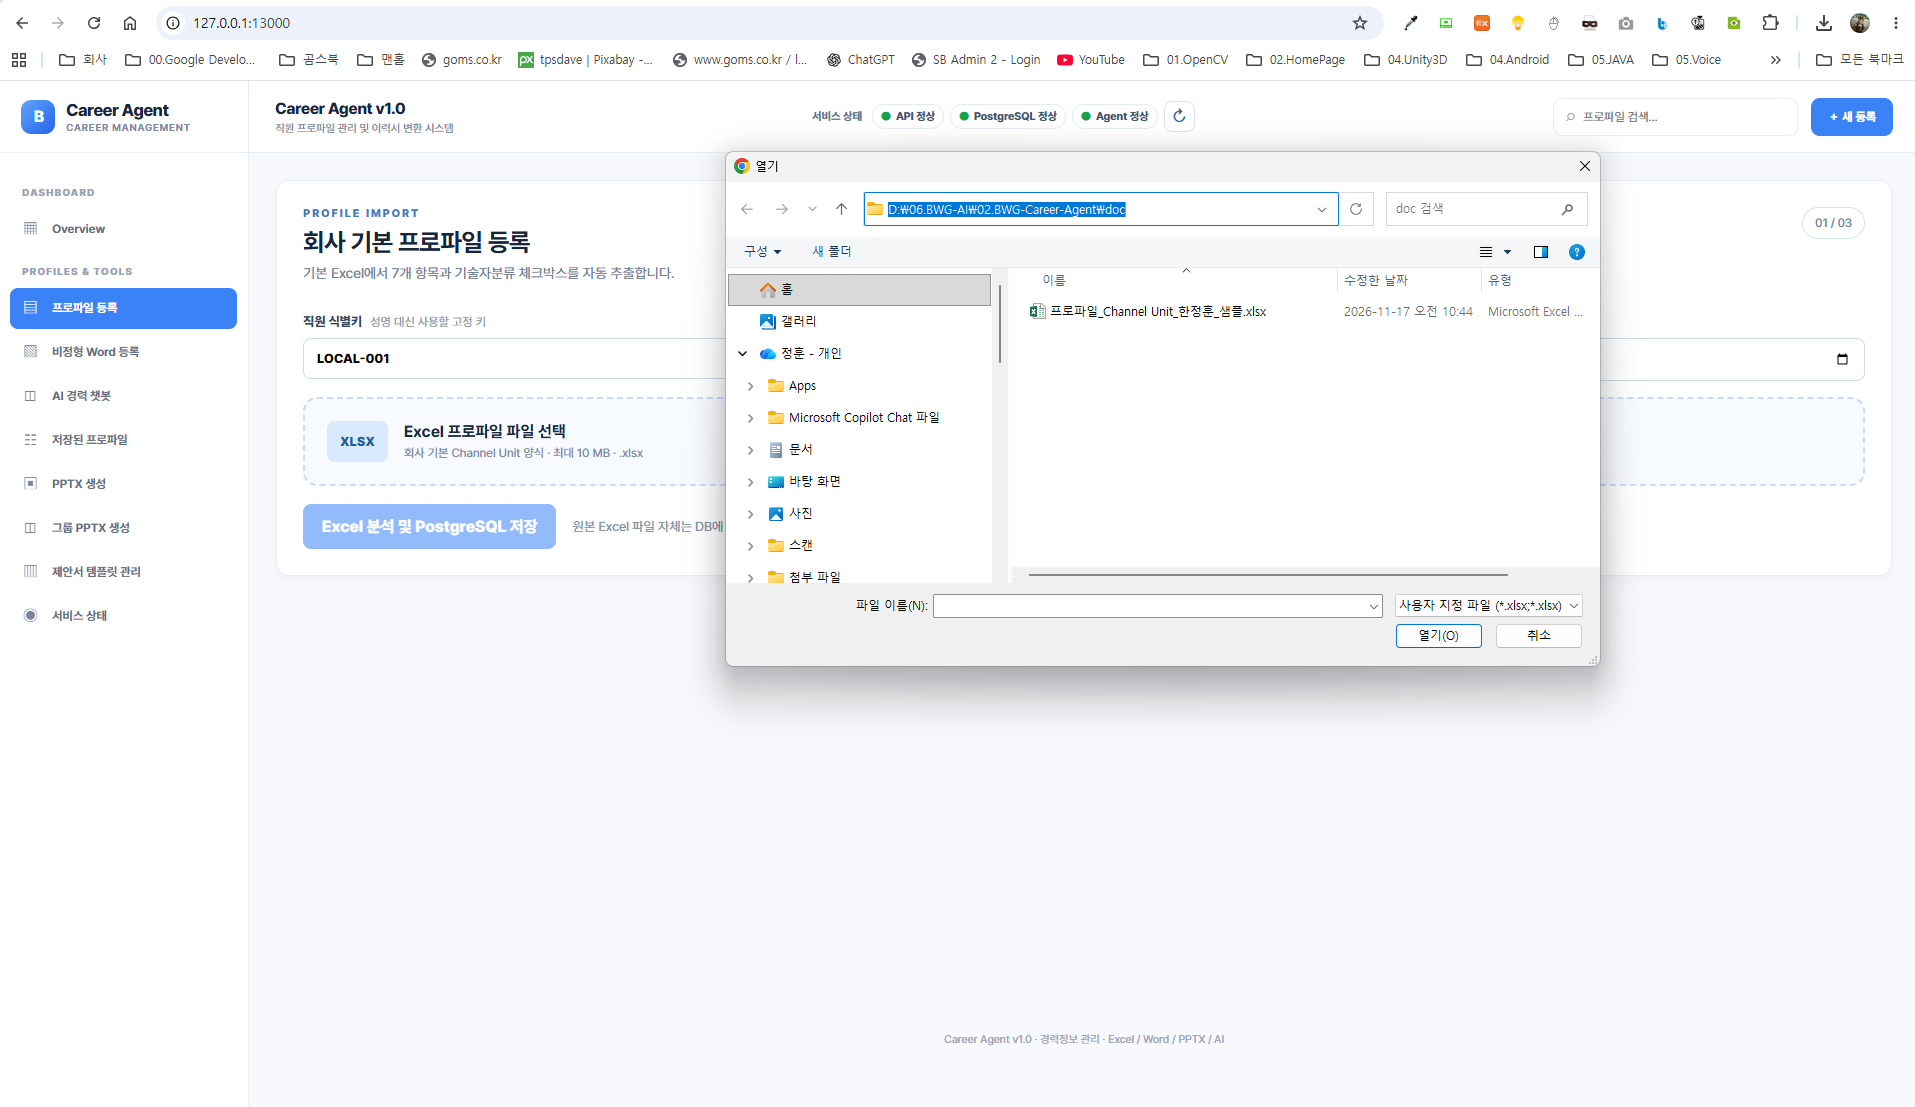 127.0.0.1:13000
회사
00.Google Develo...
곰스북
맨홀
goms.co.kr
px tpsdave | Pixabay -...
www.goms.co.kr / l...
ChatGPT
SB Admin 2 - Login
YouTube
01.OpenCV
02.HomePage
04.Unity3D
04.Android
05.JAVA
05.Voice
모든 북마크
B
Career Agent
CAREER MANAGEMENT
Career Agent v1.0
직원 프로파일 관리 및 이력서 변환 시스템
서비스 상태
API 정상
PostgreSQL 정상
Agent 정상
프로파일 검색...
+ 새 등록
DASHBOARD
Overview
PROFILES & TOOLS
프로파일 등록
비정형 Word 등록
AI 경력 챗봇
저장된 프로파일
PPTX 생성
그룹 PPTX 생성
제안서 템플릿 관리
서비스 상태
PROFILE IMPORT
회사 기본 프로파일 등록
기본 Excel에서 7개 항목과 기술자분류 체크박스를 자동 추출합니다.
01 / 03
직원 식별키 성명 대신 사용할 고정 키
LOCAL-001
XLSX
Excel 프로파일 파일 선택
회사 기본 Channel Unit 양식 · 최대 10 MB · .xlsx
Excel 분석 및 PostgreSQL 저장
원본 Excel 파일 자체는 DB에
열기
D:₩06.BWG-AI₩02.BWG-Career-Agent₩doc
doc 검색
구성
새 폴더
홈
갤러리
정훈 - 개인
Apps
Microsoft Copilot Chat 파일
문서
바탕 화면
사진
스캔
첨부 파일
이름
수정한 날짜
유형
프로파일_Channel Unit_한정훈_샘플.xlsx
2026-11-17 오전 10:44
Microsoft Excel ...
파일 이름(N):
사용자 지정 파일 (*.xlsx;*.xlsx)
열기(O)
취소
Career Agent v1.0 · 경력정보 관리 · Excel / Word / PPTX / AI